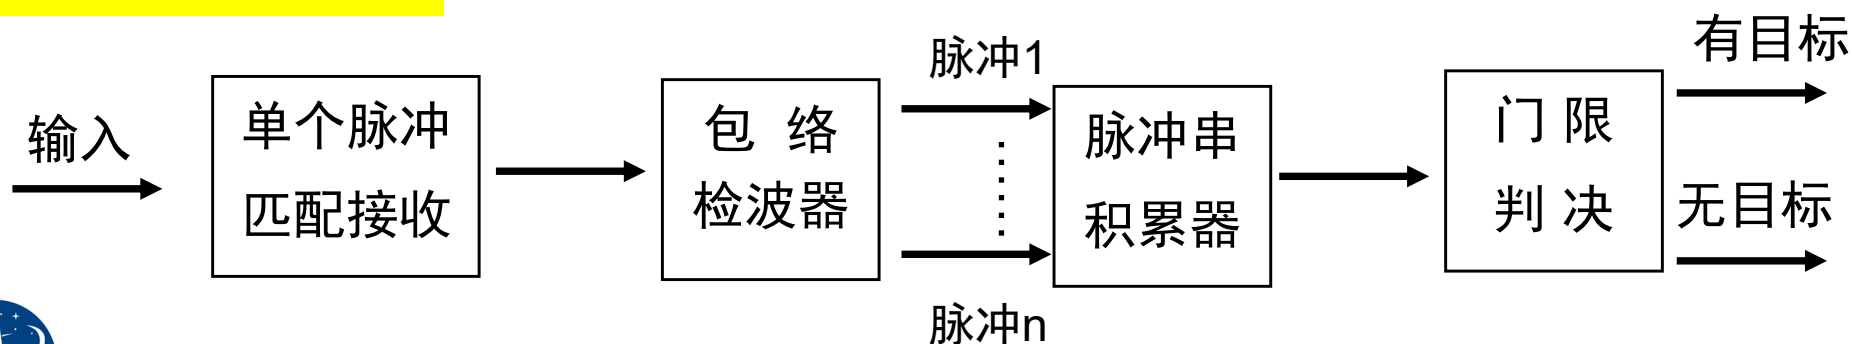 输入
单个脉冲
匹配接收
包 络
检波器
脉冲1
脉冲n
脉冲串
积累器
门 限
判 决
有目标
无目标